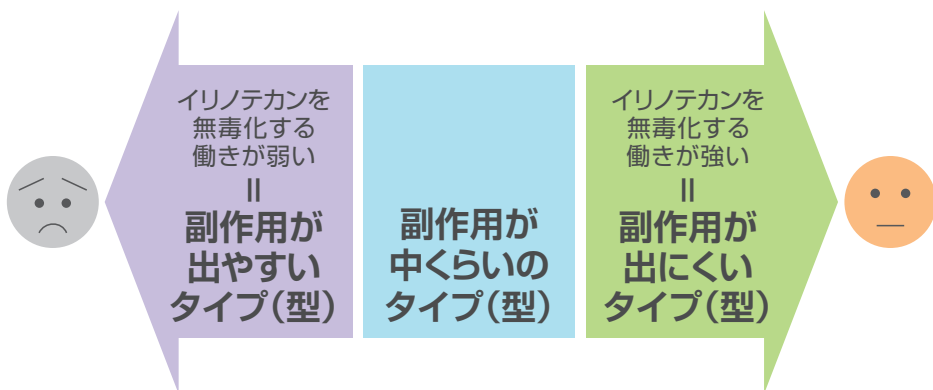 イリノテカンを
無毒化する
働きが弱い
＝
副作用が
出やすい
タイプ（型）
副作用が
中くらいの
タイプ（型）
イリノテカンを
無毒化する
働きが強い
＝
副作用が
出にくい
タイプ（型）